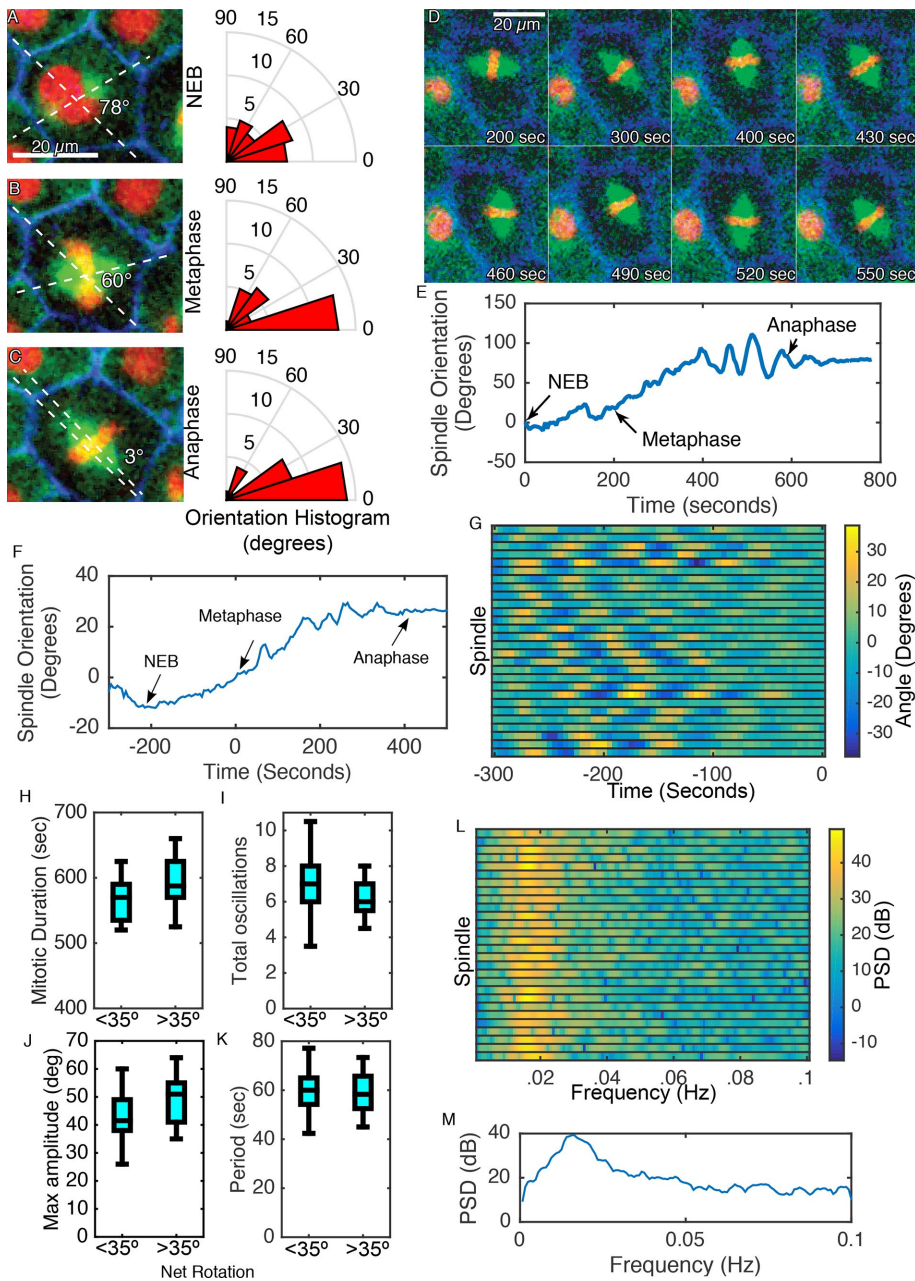 A
78°
20 µm
NEB
90
15
60
10
30
5
0
B
60°
Metaphase
90
15
60
10
30
5
0
C
3°
Anaphase
90
15
60
10
30
5
0
Orientation Histogram
(degrees)
D
20 µm
200 sec
300 sec
400 sec
430 sec
460 sec
490 sec
520 sec
550 sec
E
Spindle Orientation
(Degrees)
150
100
50
0
-50
NEB
Metaphase
Anaphase
0
200
400
600
800
Time (seconds)
F
Spindle Orientation
(Degrees)
40
20
0
-20
NEB
Metaphase
Anaphase
-200
0
200
400
Time (Seconds)
G
Spindle
-300
-200
-100
0
Time (Seconds)
30
20
10
0
-10
-20
-30
Angle (Degrees)
H
Mitotic Duration (sec)
700
600
500
400
<35º
>35º
I
Total oscillations
10
8
6
4
2
0
<35º
>35º
J
Max amplitude (deg)
70
60
50
40
30
20
10
0
<35º
>35º
K
Period (sec)
80
60
40
20
0
<35º
>35º
Net Rotation
L
Spindle
.02
.04
.06
.08
.1
Frequency (Hz)
40
30
20
10
0
-10
PSD (dB)
M
PSD (dB)
40
20
0
0
0.05
0.1
Frequency (Hz)